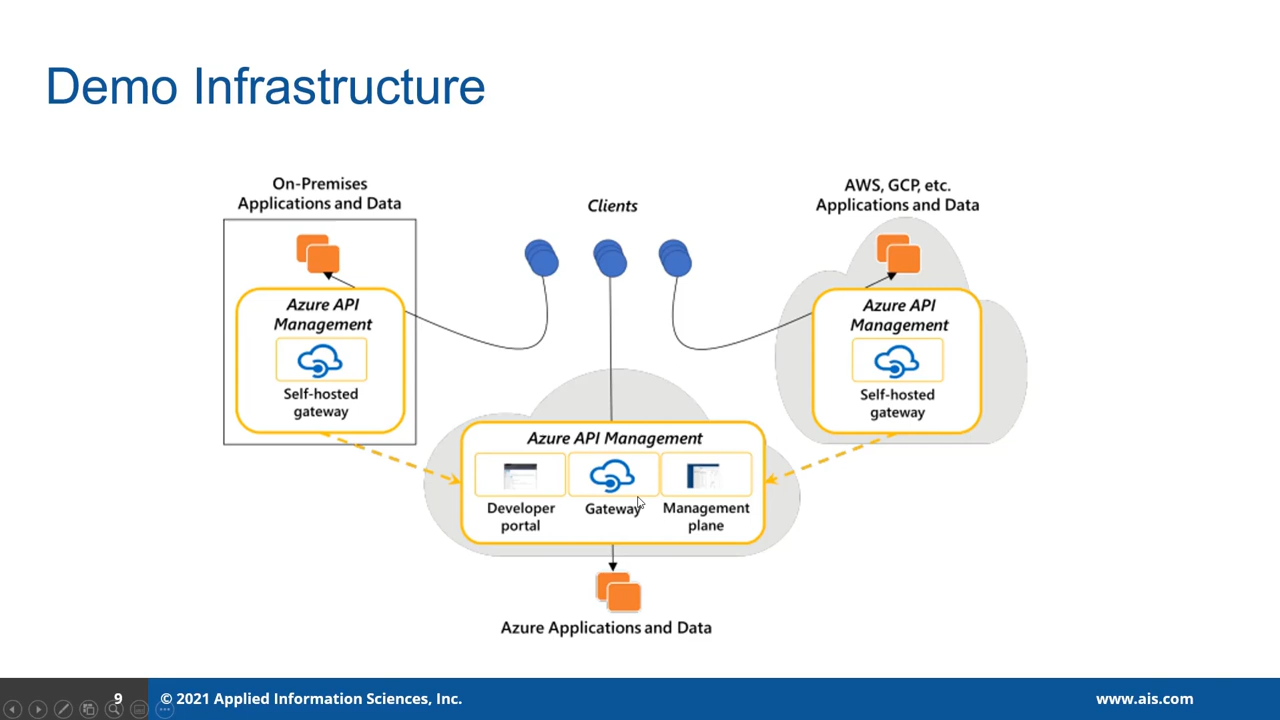 Demo Infrastructure
On-Premises
Applications and Data
Clients
AWS, GCP, etc.
Applications and Data
Azure API
Management
Self-hosted
gateway
Azure API
Management
Self-hosted
gateway
Azure API Management
Developer
portal
Gateway
Management
plane
Azure Applications and Data
9
© 2021 Applied Information Sciences, Inc.
www.ais.com